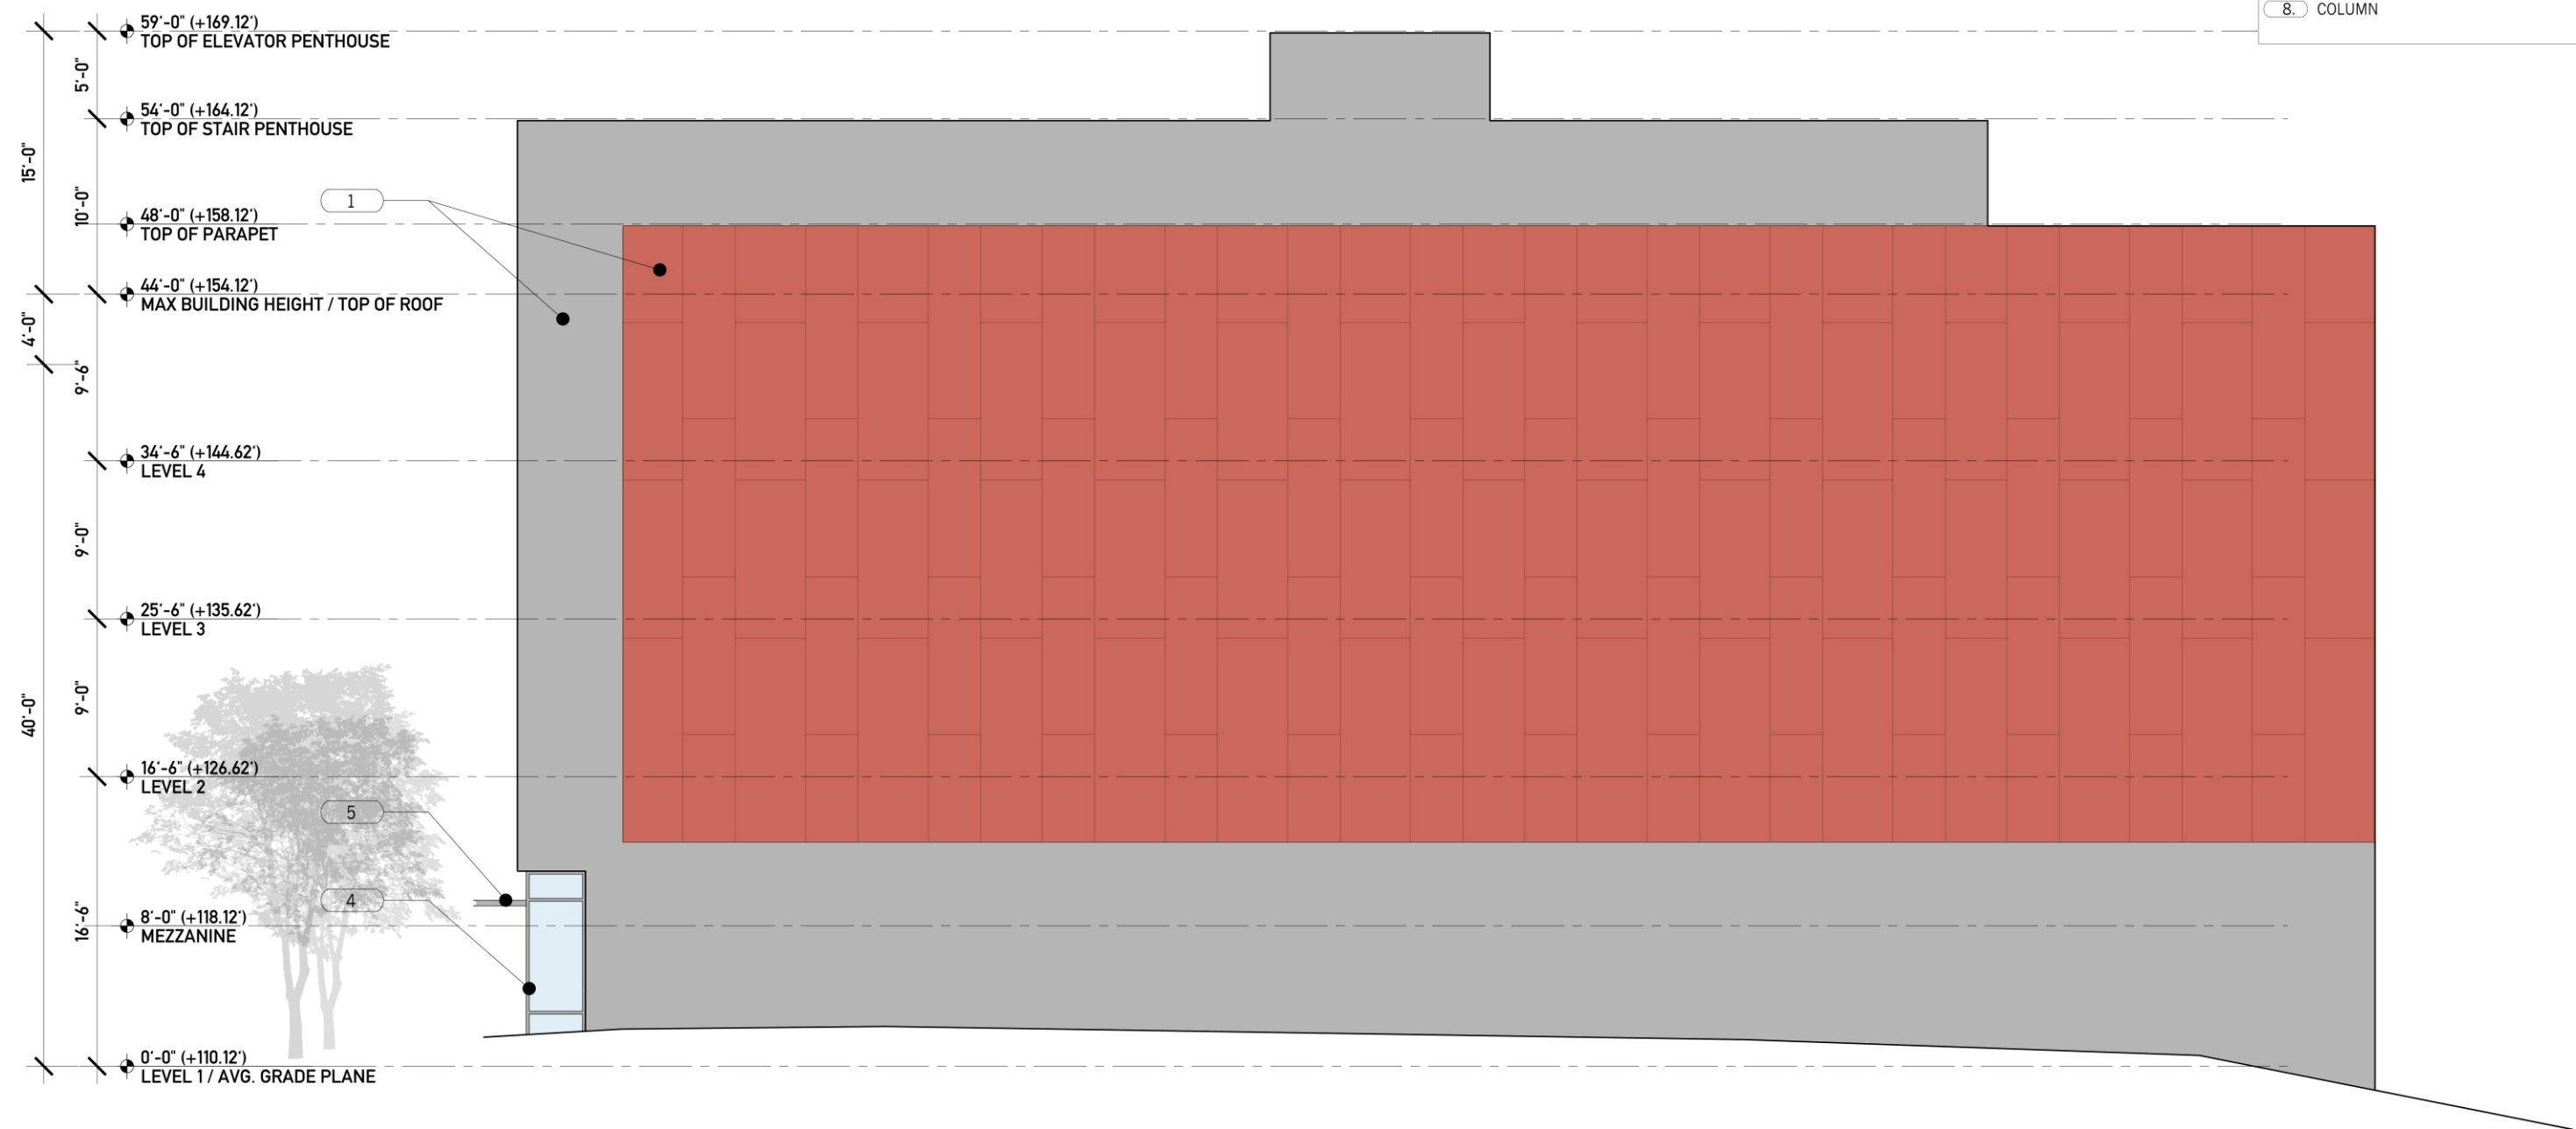 8. COLUMN
59'-0" (+169.12')
TOP OF ELEVATOR PENTHOUSE
5'-0"
54'-0" (+164.12')
TOP OF STAIR PENTHOUSE
15'-0"
10'-0"
1
48'-0" (+158.12')
TOP OF PARAPET
44'-0" (+154.12')
MAX BUILDING HEIGHT / TOP OF ROOF
4'-0"
9'-6"
34'-6" (+144.62')
LEVEL 4
9'-0"
25'-6" (+135.62')
LEVEL 3
40'-0"
9'-0"
16'-6" (+126.62')
LEVEL 2
5
4
16'-6"
8'-0" (+118.12')
MEZZANINE
0'-0" (+110.12')
LEVEL 1 / AVG. GRADE PLANE